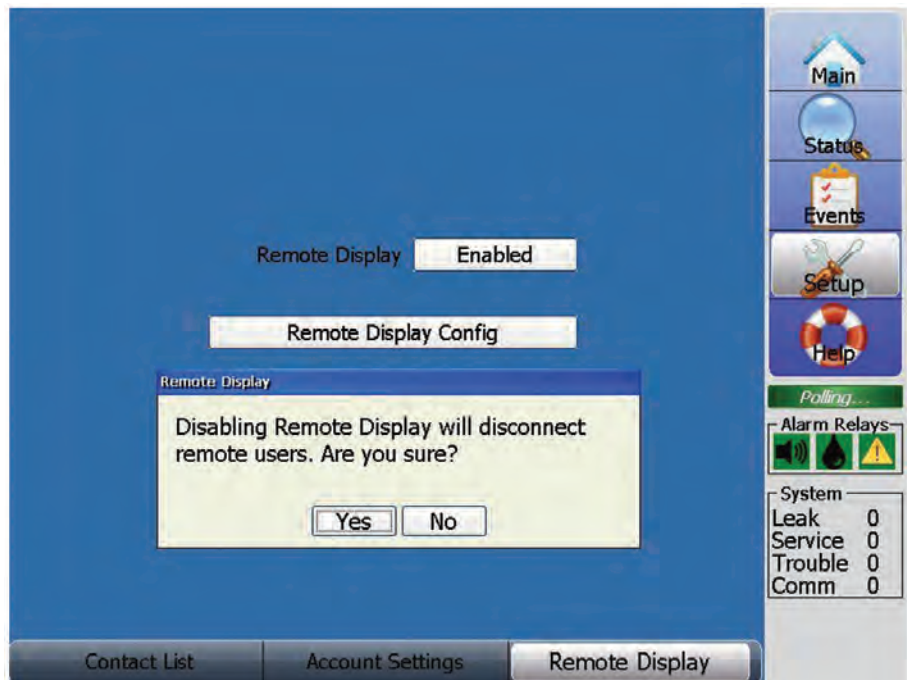 Main
Status
Events
Setup
Help
Polling...
Alarm Relays
System
Leak 0
Service 0
Trouble 0
Comm 0
Remote Display Enabled
Remote Display Config
Remote Display
Disabling Remote Display will disconnect
remote users. Are you sure?
Yes No
Contact List Account Settings Remote Display